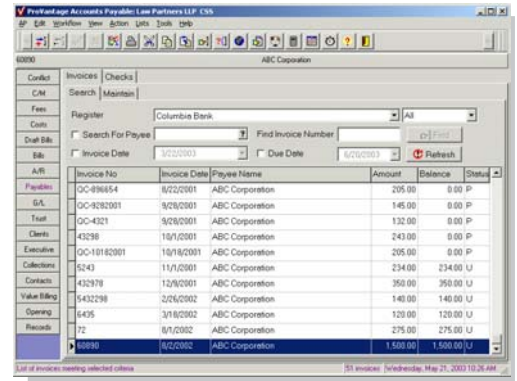 ProVantage Accounts Payable: Law Partners LLP CSS
AP Edit Workflow View Action Lists Tools Help
60890 ABC Corporation
Conflict
C/M
Fees
Costs
Draft Bills
Bills
A/R
Payables
G/L
Trust
Clients
Executive
Collections
Contacts
Value Billing
Opening
Records
Invoices Checks
Search Maintain
Register Columbia Bank All
Search For Payee Find Invoice Number Find
Invoice Date 3/22/2003 Due Date 6/20/2003 Refresh
Invoice No Invoice Date Payee Name Amount Balance Status
QC-896654 8/22/2001 ABC Corporation 205.00 0.00 P
QC-9282001 9/28/2001 ABC Corporation 145.00 0.00 P
QC-4321 9/28/2001 ABC Corporation 132.00 0.00 P
43298 10/1/2001 ABC Corporation 243.00 0.00 P
QC-10182001 10/18/2001 ABC Corporation 205.00 0.00 P
5243 11/1/2001 ABC Corporation 234.00 234.00 U
432978 12/9/2001 ABC Corporation 350.00 350.00 U
5432298 2/26/2002 ABC Corporation 140.00 140.00 U
6435 3/18/2002 ABC Corporation 120.00 120.00 U
72 8/1/2002 ABC Corporation 275.00 275.00 U
60890 8/2/2002 ABC Corporation 1,500.00 1,500.00 U
List of invoices meeting selected criteria 51 invoices Wednesday, May 21, 2003 10:26 AM